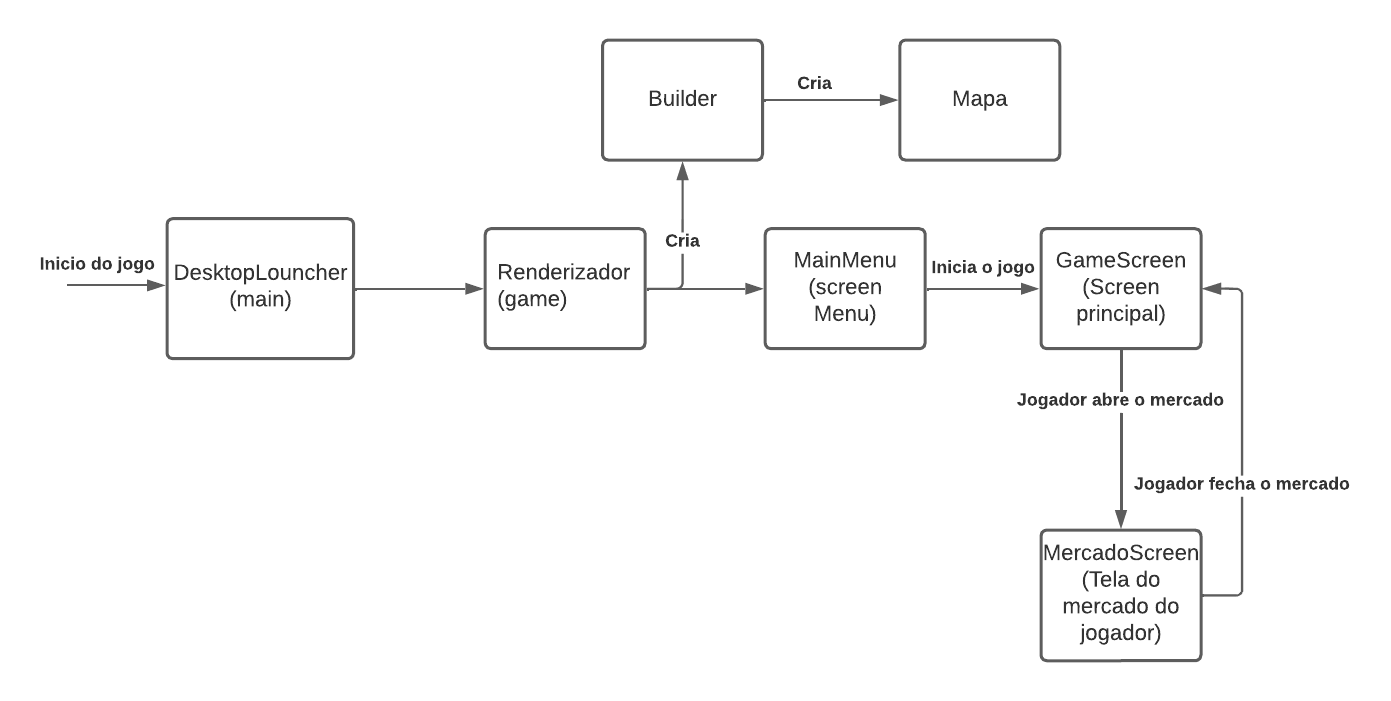 Builder
Cria
Mapa
Cria
Inicio do jogo
DesktopLouncher
(main)
Renderizador
(game)
MainMenu
(screen
Menu)
Inicia o jogo
GameScreen
(Screen
principal)
Jogador abre o mercado
Jogador fecha o mercado
MercadoScreen
(Tela do
mercado do
jogador)